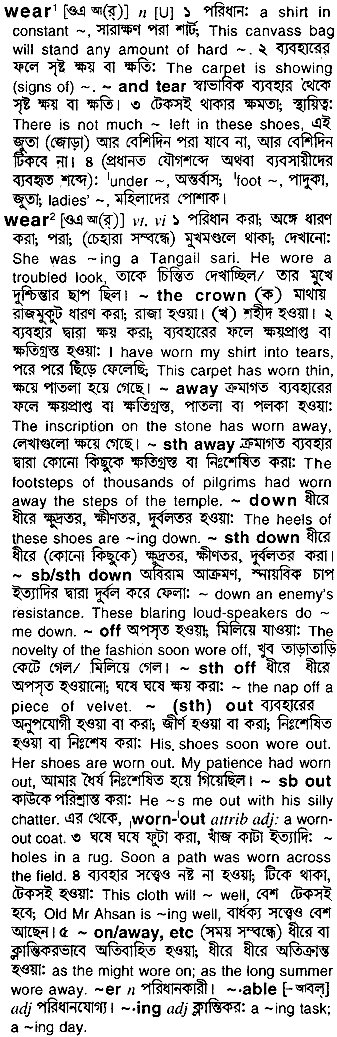 wear¹ [ওএআ(র্)] n [U] ১ পরিধান: a shirt in
constant ~, সারাক্ষণ পরা শার্ট; This canvass bag
will stand any amount of hard ~. ২ ব্যবহারের
ফলে সৃষ্ট ক্ষয় বা ক্ষতি: The carpet is showing
(signs of) ~. ~ and tear স্বাভাবিক ব্যবহার থেকে
সৃষ্ট ক্ষয় বা ক্ষতি। ৩ টেকসই থাকার ক্ষমতা; স্থায়িত্ব:
There is not much ~ left in these shoes, এই
জুতা (জোড়া) আর বেশিদিন পরা যাবে না, আর বেশিদিন
টিকবে না। ৪ (প্রধানত যৌগশব্দে অথবা ব্যবসায়ীদের
ব্যবহৃত শব্দে): ˈunder ~, অন্তর্বাস; ˈfoot ~, পাদুকা,
জুতা; ladies' ~, মহিলাদের পোশাক।
wear² [ওএআ(র্)] vt, vi ১ পরিধান করা; অঙ্গে ধারণ
করা; পরা; (চেহারা সম্বন্ধে) মুখমণ্ডলে থাকা; দেখানো:
She was ~ing a Tangail sari. He wore a
troubled look, তাকে চিন্তিত দেখাচ্ছিল/ তার মুখে
দুশ্চিন্তার ছাপ ছিল। ~ the crown (ক) মাথায়
রাজমুকুট ধারণ করা; রাজা হওয়া। (খ) শহীদ হওয়া। ২
ব্যবহার দ্বারা ক্ষয় করা; ব্যবহারের ফলে ক্ষয়প্রাপ্ত বা
ক্ষতিগ্রস্ত হওয়া: I have worn my shirt into tears,
পরে পরে ছিঁড়ে ফেলেছি; This carpet has worn thin,
ক্ষয়ে পাতলা হয়ে গেছে। ~ away ক্রমাগত ব্যবহারের
ফলে ক্ষয়প্রাপ্ত বা ক্ষতিগ্রস্ত, পাতলা বা পলকা হওয়া:
The inscription on the stone has worn away,
লেখাগুলো ক্ষয়ে গেছে। ~ sth away ক্রমাগত ব্যবহার
দ্বারা কোনো কিছুকে ক্ষতিগ্রস্ত বা নিঃশেষিত করা: The
footsteps of thousands of pilgrims had worn
away the steps of the temple. ~ down ধীরে
ধীরে ক্ষুদ্রতর, ক্ষীণতর, দুর্বলতর হওয়া: The heels of
these shoes are ~ing down. ~ sth down ধীরে
ধীরে (কোনো কিছুকে) ক্ষুদ্রতর, ক্ষীণতর, দুর্বলতর করা।
~ sb/sth down অবিরাম আক্রমণ, স্নায়বিক চাপ
ইত্যাদির দ্বারা দুর্বল করে ফেলা: ~ down an enemy's
resistance. These blaring loud-speakers do ~
me down. ~ off অপসৃত হওয়া; মিলিয়ে যাওয়া: The
novelty of the fashion soon wore off, খুব তাড়াতাড়ি
কেটে গেল/ মিলিয়ে গেল। ~ sth off ধীরে ধীরে
অপসৃত হওয়ানো; ঘষে ঘষে ক্ষয় করা: ~ the nap off a
piece of velvet. ~ (sth) out ব্যবহারের
অনুপযোগী হওয়া বা করা; জীর্ণ হওয়া বা করা; নিঃশেষিত
হওয়া বা নিঃশেষ করা: His shoes soon wore out.
Her shoes are worn out. My patience had worn
out, আমার ধৈর্য নিঃশেষিত হয়ে গিয়েছিল। ~ sb out
কাউকে পরিশ্রান্ত করা: He ~s me out with his silly
chatter. এর থেকে, ˌworn-ˈout attrib adj: a worn-
out coat. ৩ ঘষে ঘষে ফুটা করা, খাঁজ কাটা ইত্যাদি: ~
holes in a rug. Soon a path was worn across
the field. ৪ ব্যবহার সত্ত্বেও নষ্ট না হওয়া; টিকে থাকা,
টেকসই হওয়া: This cloth will ~ well, বেশ টেকসই
হবে; Old Mr Ahsan is ~ing well, বার্ধক্য সত্ত্বেও বেশ
আছেন। ৫ ~ on/away, etc (সময় সম্বন্ধে) ধীরে বা
ক্লান্তিকরভাবে অতিবাহিত হওয়া; ধীরে ধীরে অতিক্রান্ত
হওয়া: as the might wore on; as the long summer
wore away. ~er n পরিধানকারী। ~·able [-আবল্]
adj পরিধানযোগ্য। ~·ing adj ক্লান্তিকর: a ~ing task;
a ~ing day.